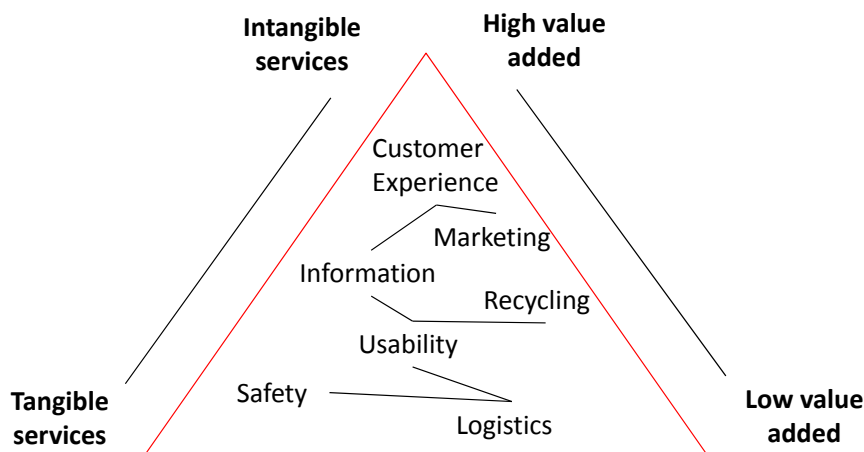 Intangible
services
High value
added
Customer
Experience
Marketing
Information
Recycling
Usability
Safety
Logistics
Tangible
services
Low value
added